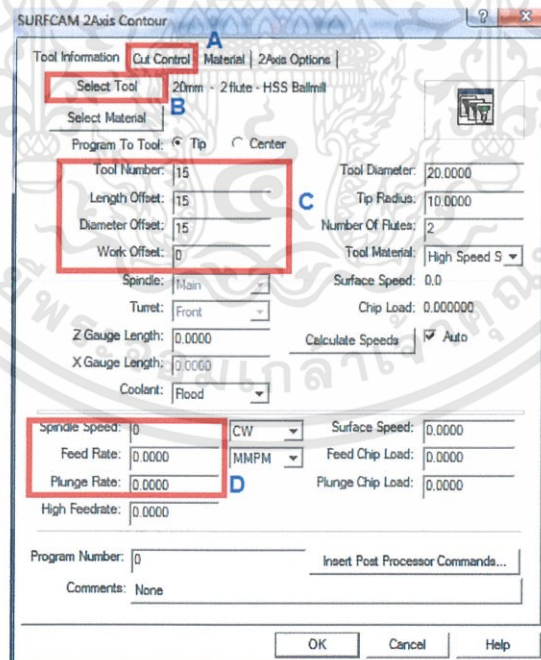 SURFCAM 2Axis Contour
A
Tool Information Cut Control Material 2Axis Options
Select Tool 20mm - 2 flute - HSS Ballmill
B
Select Material
Program To Tool: Tip Center
Tool Number: 15 Tool Diameter: 20.0000
Length Offset: 15 C Tip Radius: 10.0000
Diameter Offset: 15 Number Of Flutes: 2
Work Offset: 0 Tool Material: High Speed S
Spindle: Main Surface Speed: 0.0
Turret: Front Chip Load: 0.000000
Z Gauge Length: 0.0000 Calculate Speeds Auto
X Gauge Length: 0.0000
Coolant: Flood
Spindle Speed: 0 CW Surface Speed: 0.0000
Feed Rate: 0.0000 MMPM Feed Chip Load: 0.0000
Plunge Rate: 0.0000 D Plunge Chip Load: 0.0000
High Feedrate: 0.0000
Program Number: 0 Insert Post Processor Commands...
Comments: None
OK Cancel Help